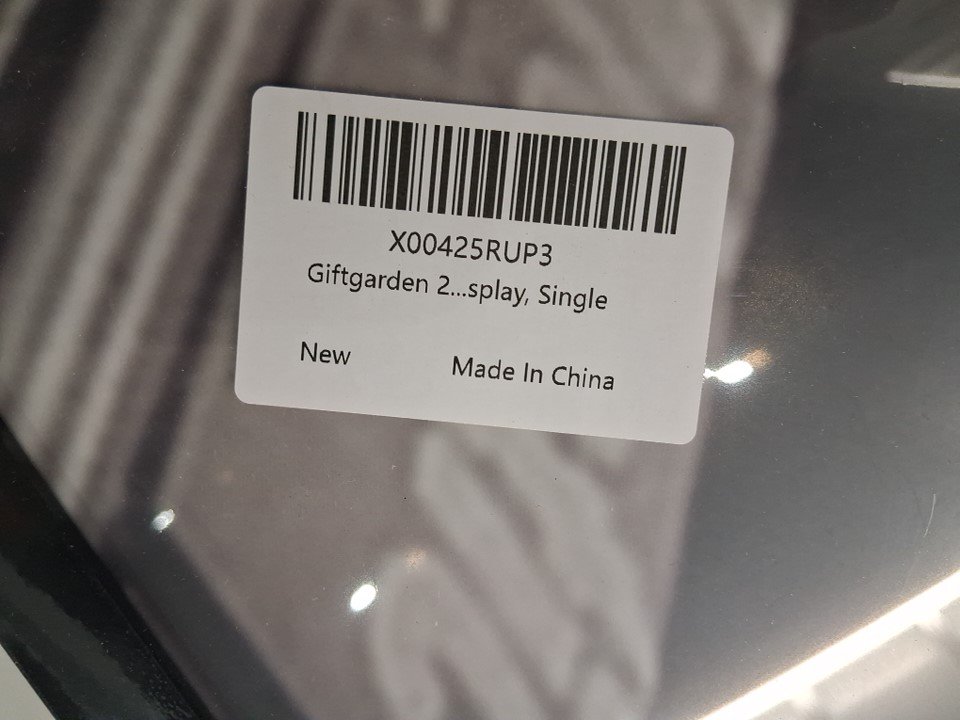 X00425RUP3
Giftgarden 2...splay, Single
New Made In China